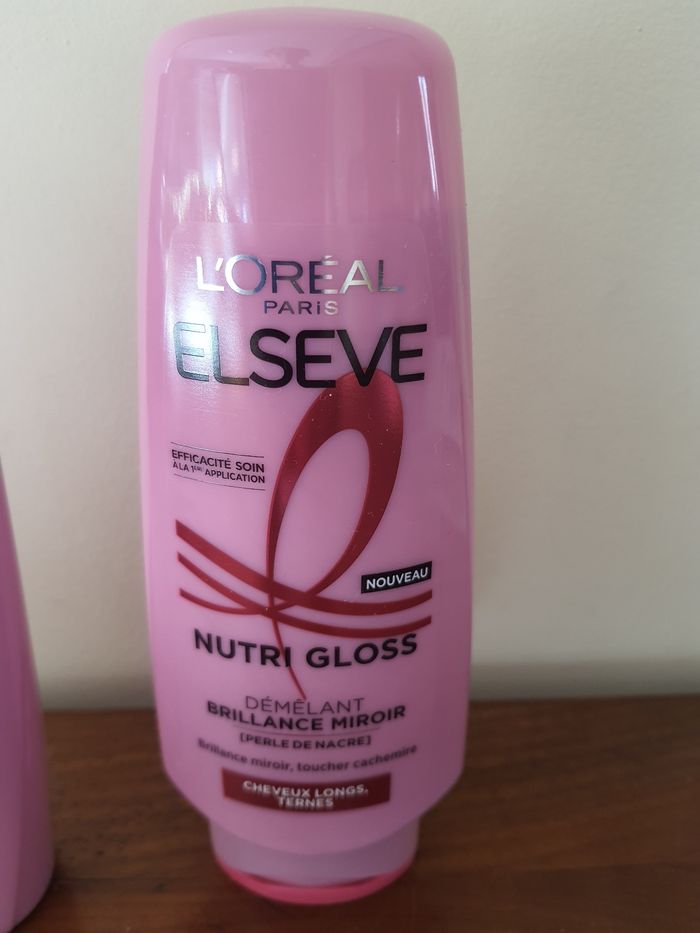 L'ORÉAL
PARIS
ELSEVE
EFFICACITÉ SOIN
À LA 1ÈRE APPLICATION
NOUVEAU
NUTRI GLOSS
DÉMÊLANT
BRILLANCE MIROIR
[PERLE DE NACRE]
Brillance miroir, toucher cachemire
CHEVEUX LONGS,
TERNES